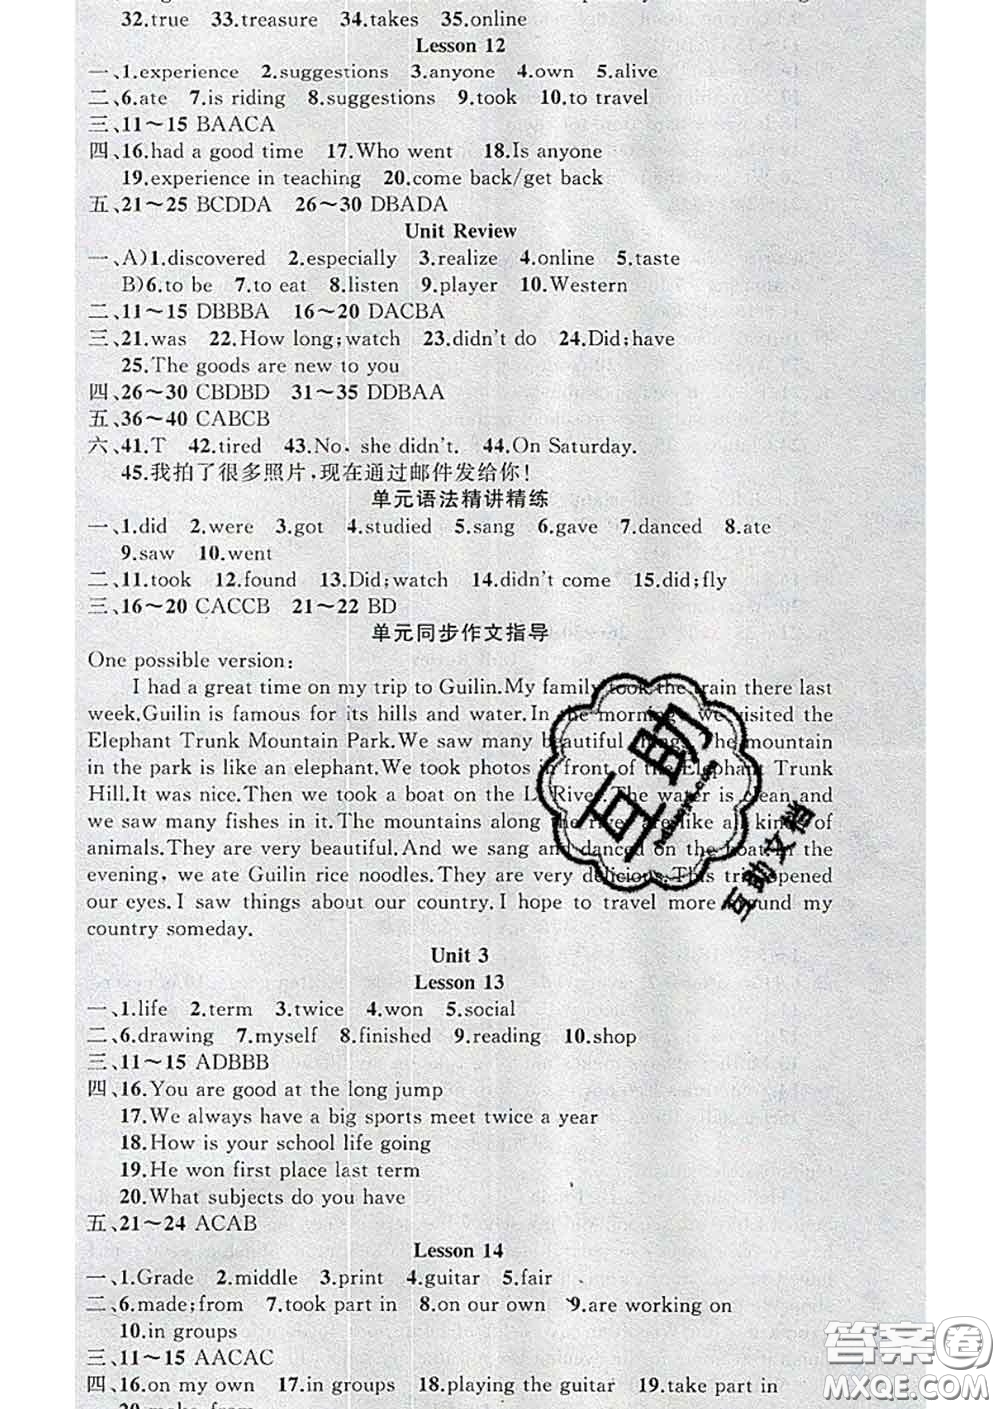 32.true 33.treasure 34.takes 35.online
Lesson 12
一、1.experience 2.suggestions 3.anyone 4.own 5.alive
二、6.ate 7.is riding 8.suggestions 9.took 10.to travel
三、11～15 BAACA
四、16.had a good time 17.Who went 18.Is anyone
19.experience in teaching 20.come back/get back
五、21～25 BCDDA 26～30 DBADA
Unit Review
一、A)1.discovered 2.especially 3.realize 4.online 5.taste
B)6.to be 7.to eat 8.listen 9.player 10.Western
二、11～15 DBBBA 16～20 DACBA
三、21.was 22.How long;watch 23.didn't do 24.Did;have
25.The goods are new to you
四、26～30 CBDBD 31～35 DDBAA
五、36～40 CABCB
六、41.T 42.tired 43.No, she didn't. 44.On Saturday.
45.我拍了很多照片,现在通过邮件发给你!
单元语法精讲精练
一、1.did 2.were 3.got 4.studied 5.sang 6.gave 7.danced 8.ate
9.saw 10.went
二、11.took 12.found 13.Did;watch 14.didn't come 15.did;fly
三、16～20 CACCB 21～22 BD
单元同步作文指导
One possible version:
I had a great time on my trip to Guilin.My family took the train there last
week.Guilin is famous for its hills and water.In the morning, we visited the
Elephant Trunk Mountain Park.We saw many beautiful things. The mountain
in the park is like an elephant.We took photos in front of the Elephant Trunk
Hill.It was nice.Then we took a boat on the Li River.The water is clean and
we saw many fishes in it.The mountains along the river are like all kinds of
animals.They are very beautiful.And we sang and danced on the boat.In the
evening, we ate Guilin rice noodles.They are very delicious.This trip opened
our eyes.I saw things about our country.I hope to travel more around my
country someday.
互助
互助文档
Unit 3
Lesson 13
一、1.life 2.term 3.twice 4.won 5.social
二、6.drawing 7.myself 8.finished 9.reading 10.shop
三、11～15 ADBBB
四、16.You are good at the long jump
17.We always have a big sports meet twice a year
18.How is your school life going
19.He won first place last term
20.What subjects do you have
五、21～24 ACAB
Lesson 14
一、1.Grade 2.middle 3.print 4.guitar 5.fair
二、6.made;from 7.took part in 8.on our own 9.are working on
10.in groups
三、11～15 AACAC
四、16.on my own 17.in groups 18.playing the guitar 19.take part in
答案圈
MXQE.COM